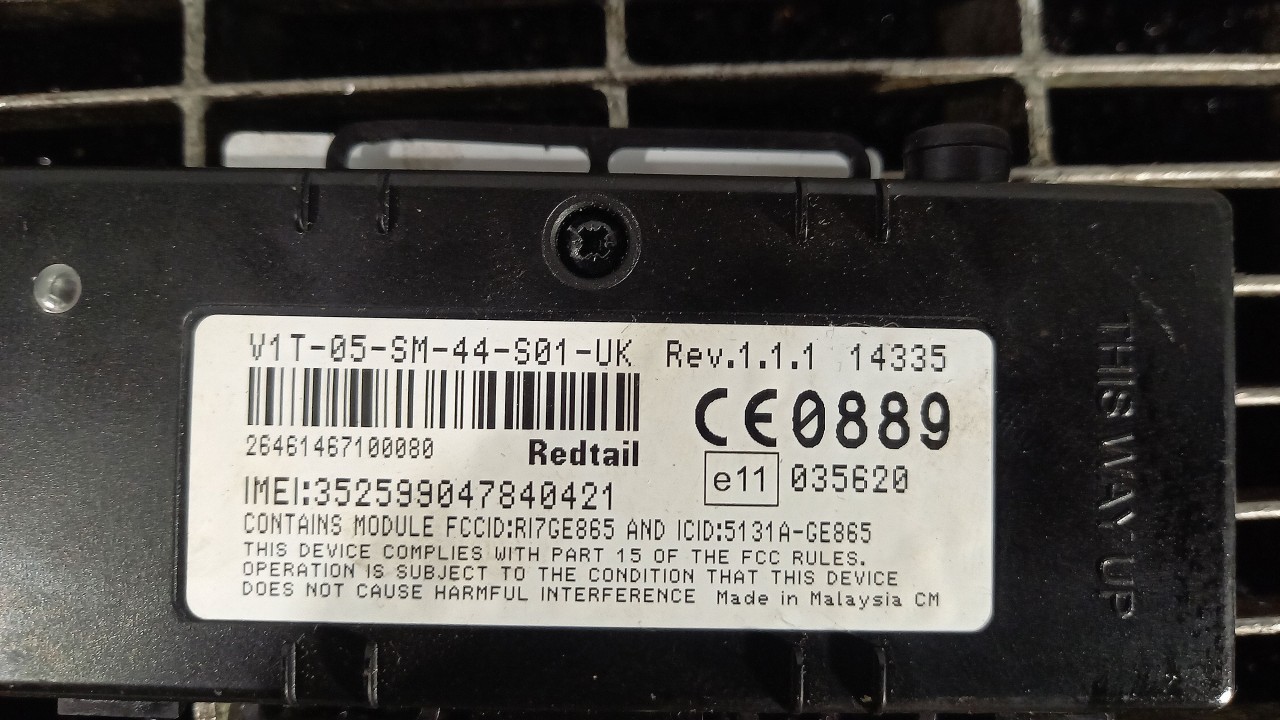 V1T-05-SM-44-S01-UK Rev.1.1.1 14335
26461467100080 Redtail
CE0889
IMEI:352599047840421
e11 035620
CONTAINS MODULE FCCID:RI7GE865 AND ICID:5131A-GE865
THIS DEVICE COMPLIES WITH PART 15 OF THE FCC RULES.
OPERATION IS SUBJECT TO THE CONDITION THAT THIS DEVICE
DOES NOT CAUSE HARMFUL INTERFERENCE Made in Malaysia CM
THIS WAY UP